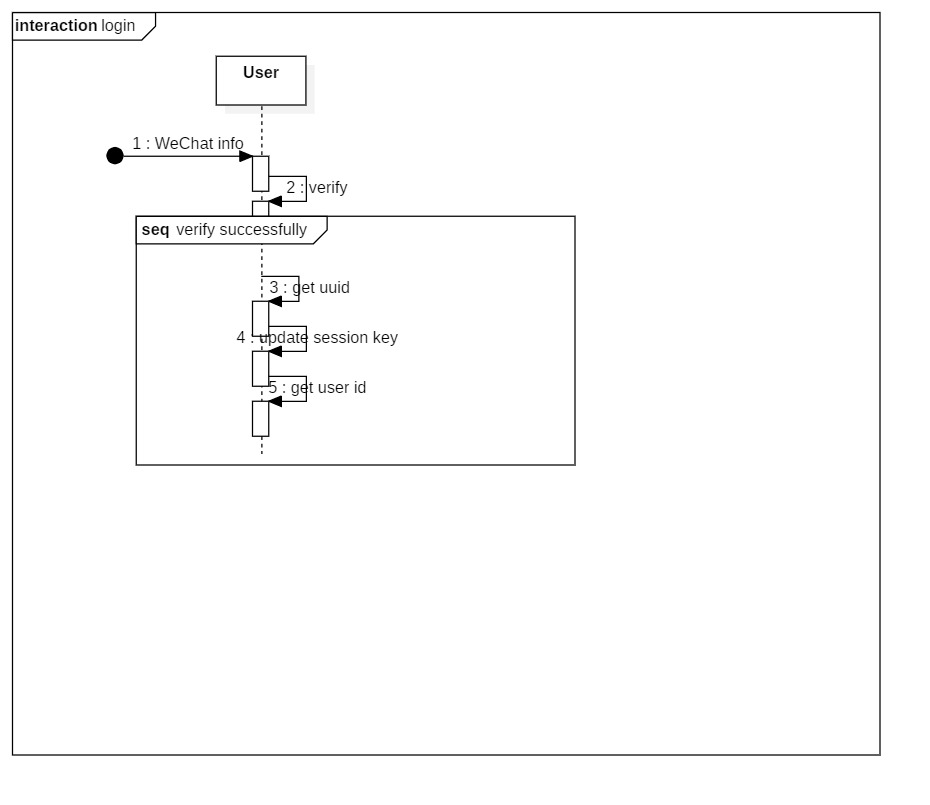 interaction login
User
1 : WeChat info
2 : verify
seq verify successfully
3 : get uuid
4 : update session key
5 : get user id